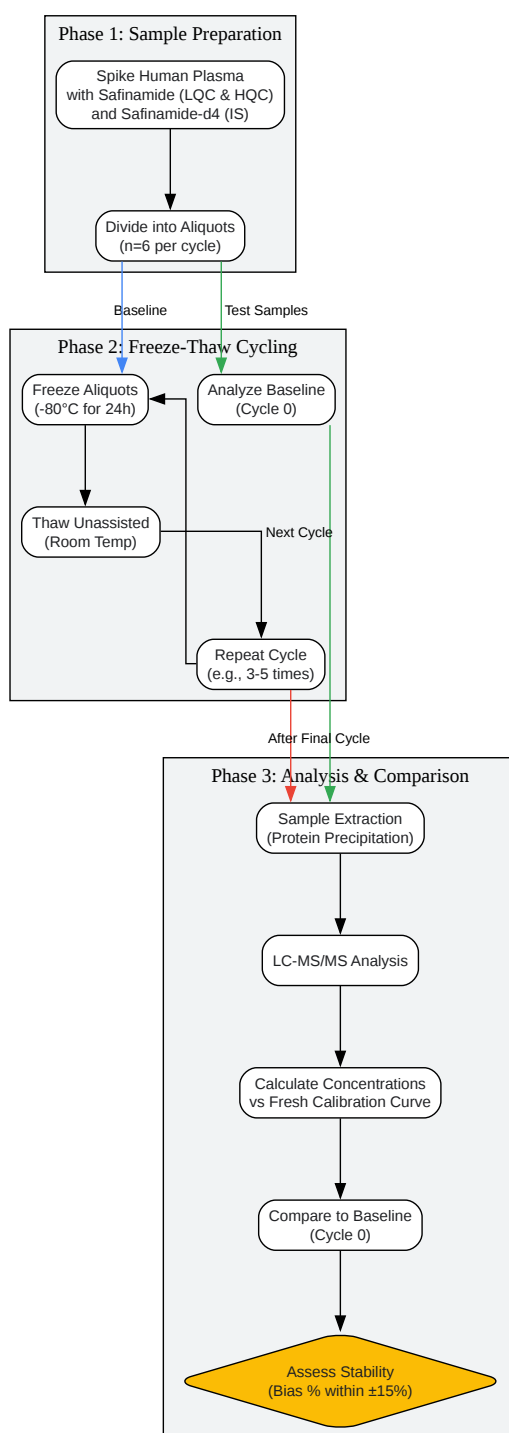 Phase 1: Sample Preparation
Spike Human Plasma
with Safinamide (LQC & HQC)
and Safinamide-d4 (IS)
Divide into Aliquots
(n=6 per cycle)
Baseline
Test Samples
Phase 2: Freeze-Thaw Cycling
Freeze Aliquots
(-80°C for 24h)
Analyze Baseline
(Cycle 0)
Thaw Unassisted
(Room Temp)
Next Cycle
Repeat Cycle
(e.g., 3-5 times)
After Final Cycle
Phase 3: Analysis & Comparison
Sample Extraction
(Protein Precipitation)
LC-MS/MS Analysis
Calculate Concentrations
vs Fresh Calibration Curve
Compare to Baseline
(Cycle 0)
Assess Stability
(Bias % within ±15%)